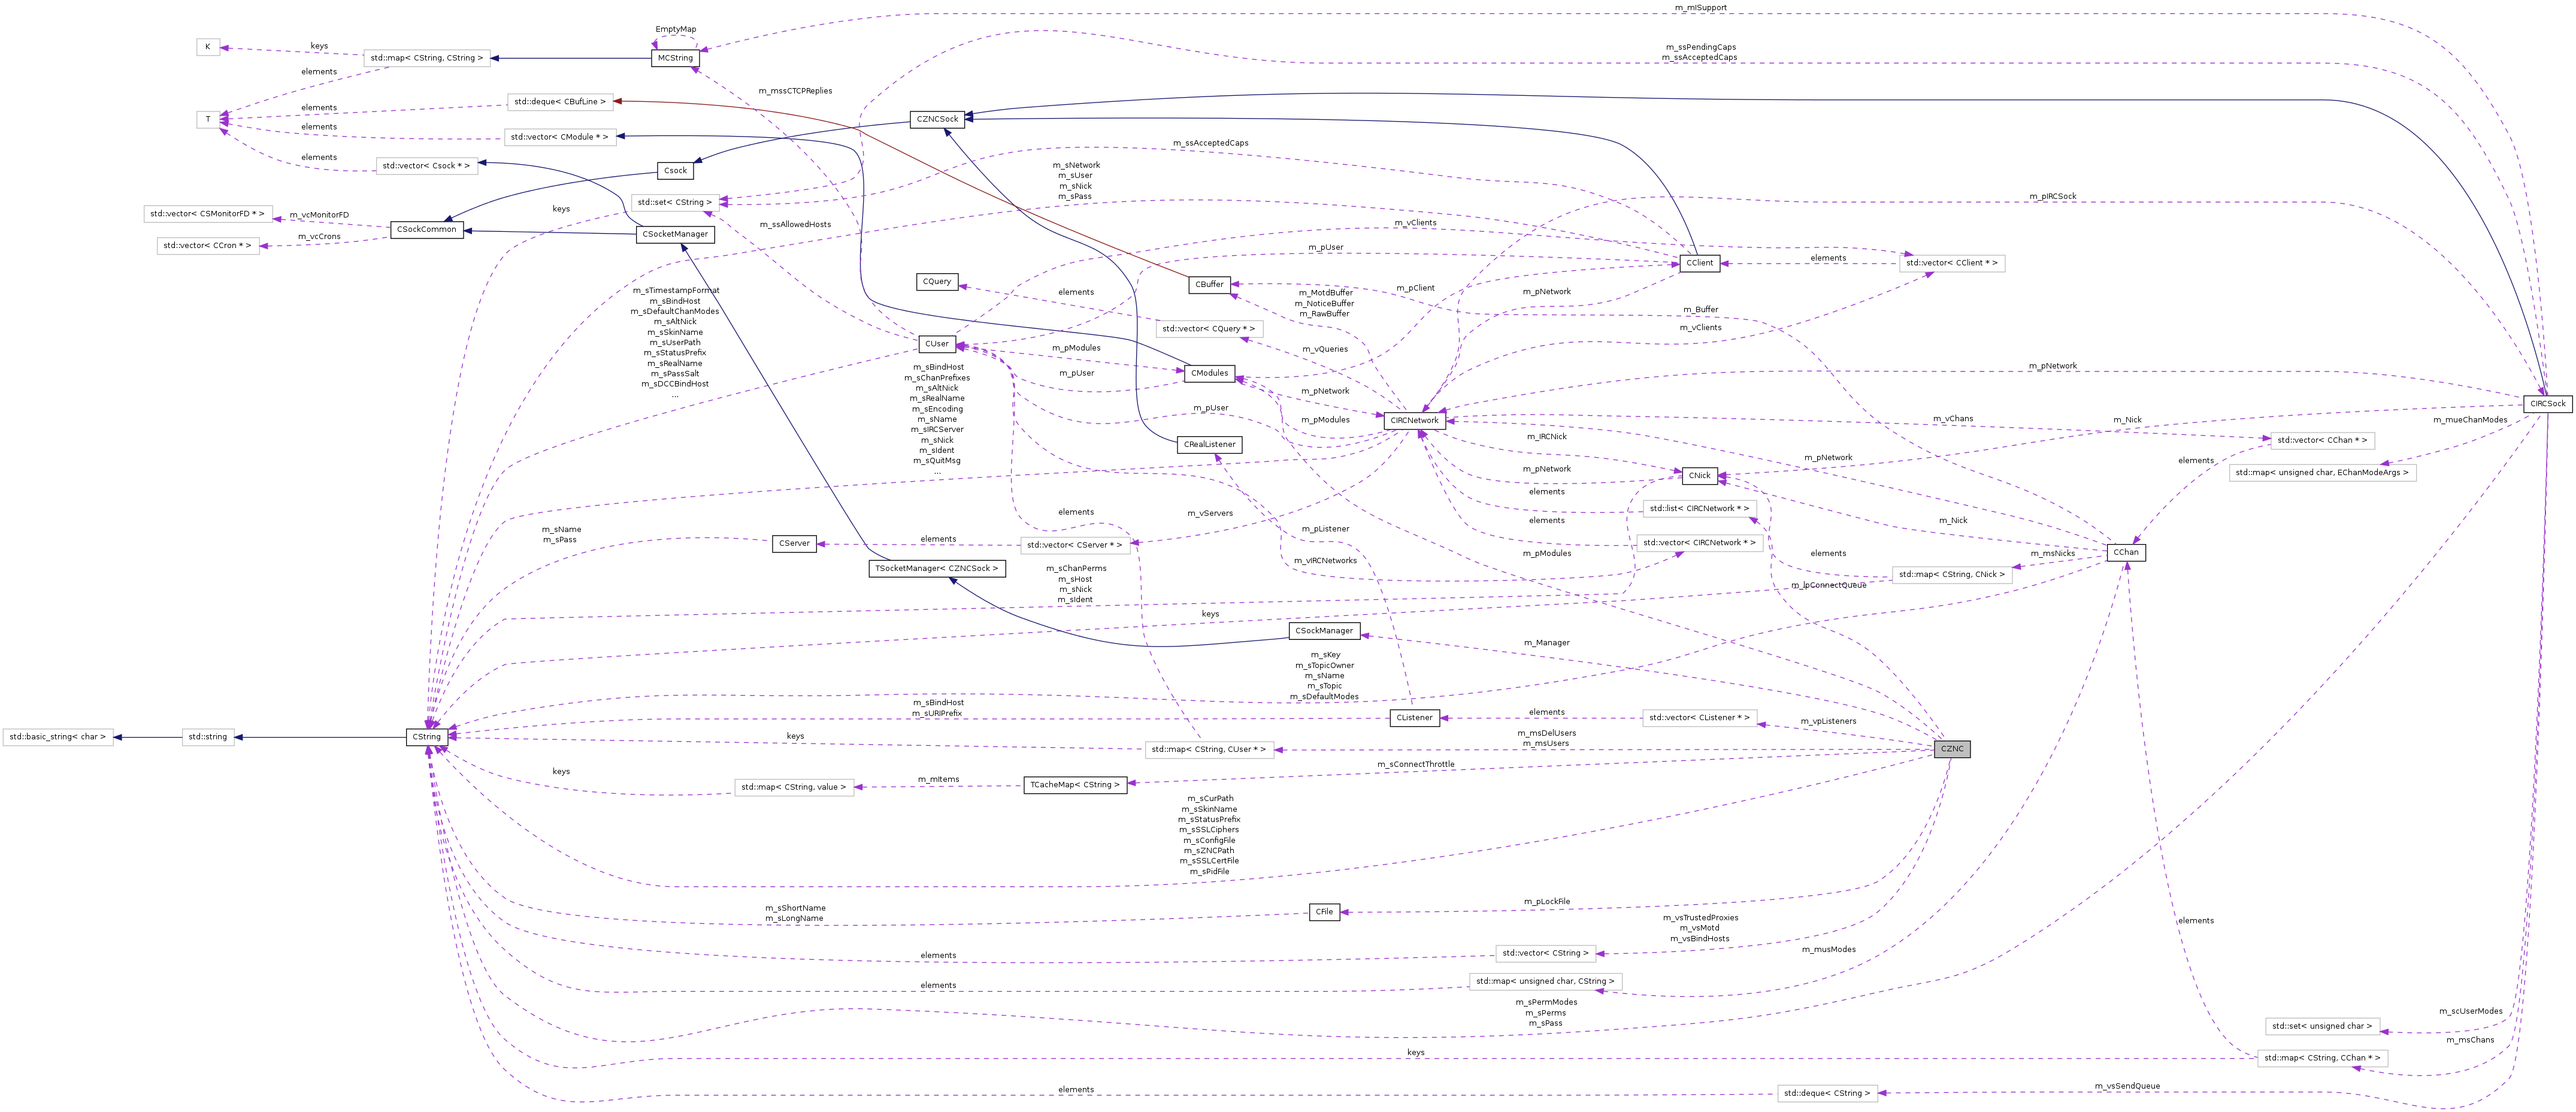 m_mISupport
EmptyMap
K
keys
std::map< CString, CString >
MCString
m_ssPendingCaps
m_ssAcceptedCaps
elements
m_mssCTCPReplies
std::deque< CBufLine >
elements
T
CZNCSock
elements
std::vector< CModule * >
m_ssAcceptedCaps
elements
std::vector< Csock * >
Csock
m_sNetwork
m_sUser
m_sNick
m_sPass
m_pIRCSock
std::set< CString >
keys
std::vector< CSMonitorFD * >
m_vcMonitorFD
m_ssAllowedHosts
m_vClients
CSockCommon
CSocketManager
m_vcCrons
std::vector< CCron * >
m_pUser
elements
CClient
std::vector< CClient * >
CQuery
CBuffer
elements
m_MotdBuffer
m_NoticeBuffer
m_RawBuffer
m_pClient
m_pNetwork
m_Buffer
m_sTimestampFormat
m_sBindHost
m_sDefaultChanModes
m_sAltNick
m_sSkinName
m_sUserPath
m_sStatusPrefix
m_sRealName
m_sPassSalt
m_sDCCBindHost
...
std::vector< CQuery * >
m_vClients
CUser
m_pModules
m_vQueries
m_pUser
CModules
m_pNetwork
m_pNetwork
m_sBindHost
m_sChanPrefixes
m_sAltNick
m_sRealName
m_sEncoding
m_sName
m_sIRCServer
m_sNick
m_sIdent
m_sQuitMsg
...
m_pUser
m_pModules
CIRCNetwork
CIRCSock
m_vChans
m_Nick
m_mueChanModes
CRealListener
m_IRCNick
std::vector< CChan * >
m_pNetwork
elements
m_pNetwork
CNick
std::map< unsigned char, EChanModeArgs >
elements
std::list< CIRCNetwork * >
elements
m_vServers
elements
m_Nick
m_sName
m_sPass
m_pListener
CServer
elements
std::vector< CServer * >
std::vector< CIRCNetwork * >
m_pModules
elements
m_msNicks
CChan
m_vIRCNetworks
TSocketManager< CZNCSock >
m_sChanPerms
m_sHost
m_sNick
m_sIdent
std::map< CString, CNick >
m_lpConnectQueue
keys
CSockManager
m_Manager
m_sKey
m_sTopicOwner
m_sName
m_sTopic
m_sDefaultModes
m_sBindHost
m_sURIPrefix
CListener
elements
std::vector< CListener * >
m_vpListeners
std::basic_string< char >
std::string
CString
keys
std::map< CString, CUser * >
m_msDelUsers
m_msUsers
CZNC
m_sConnectThrottle
keys
std::map< CString, value >
m_mItems
TCacheMap< CString >
m_sCurPath
m_sSkinName
m_sStatusPrefix
m_sSSLCiphers
m_sConfigFile
m_sZNCPath
m_sSSLCertFile
m_sPidFile
m_sShortName
m_sLongName
CFile
m_pLockFile
m_vsTrustedProxies
m_vsMotd
m_vsBindHosts
elements
elements
std::vector< CString >
m_musModes
elements
std::map< unsigned char, CString >
m_sPermModes
m_sPerms
m_sPass
m_scUserModes
std::set< unsigned char >
m_msChans
keys
std::map< CString, CChan * >
elements
std::deque< CString >
m_vsSendQueue